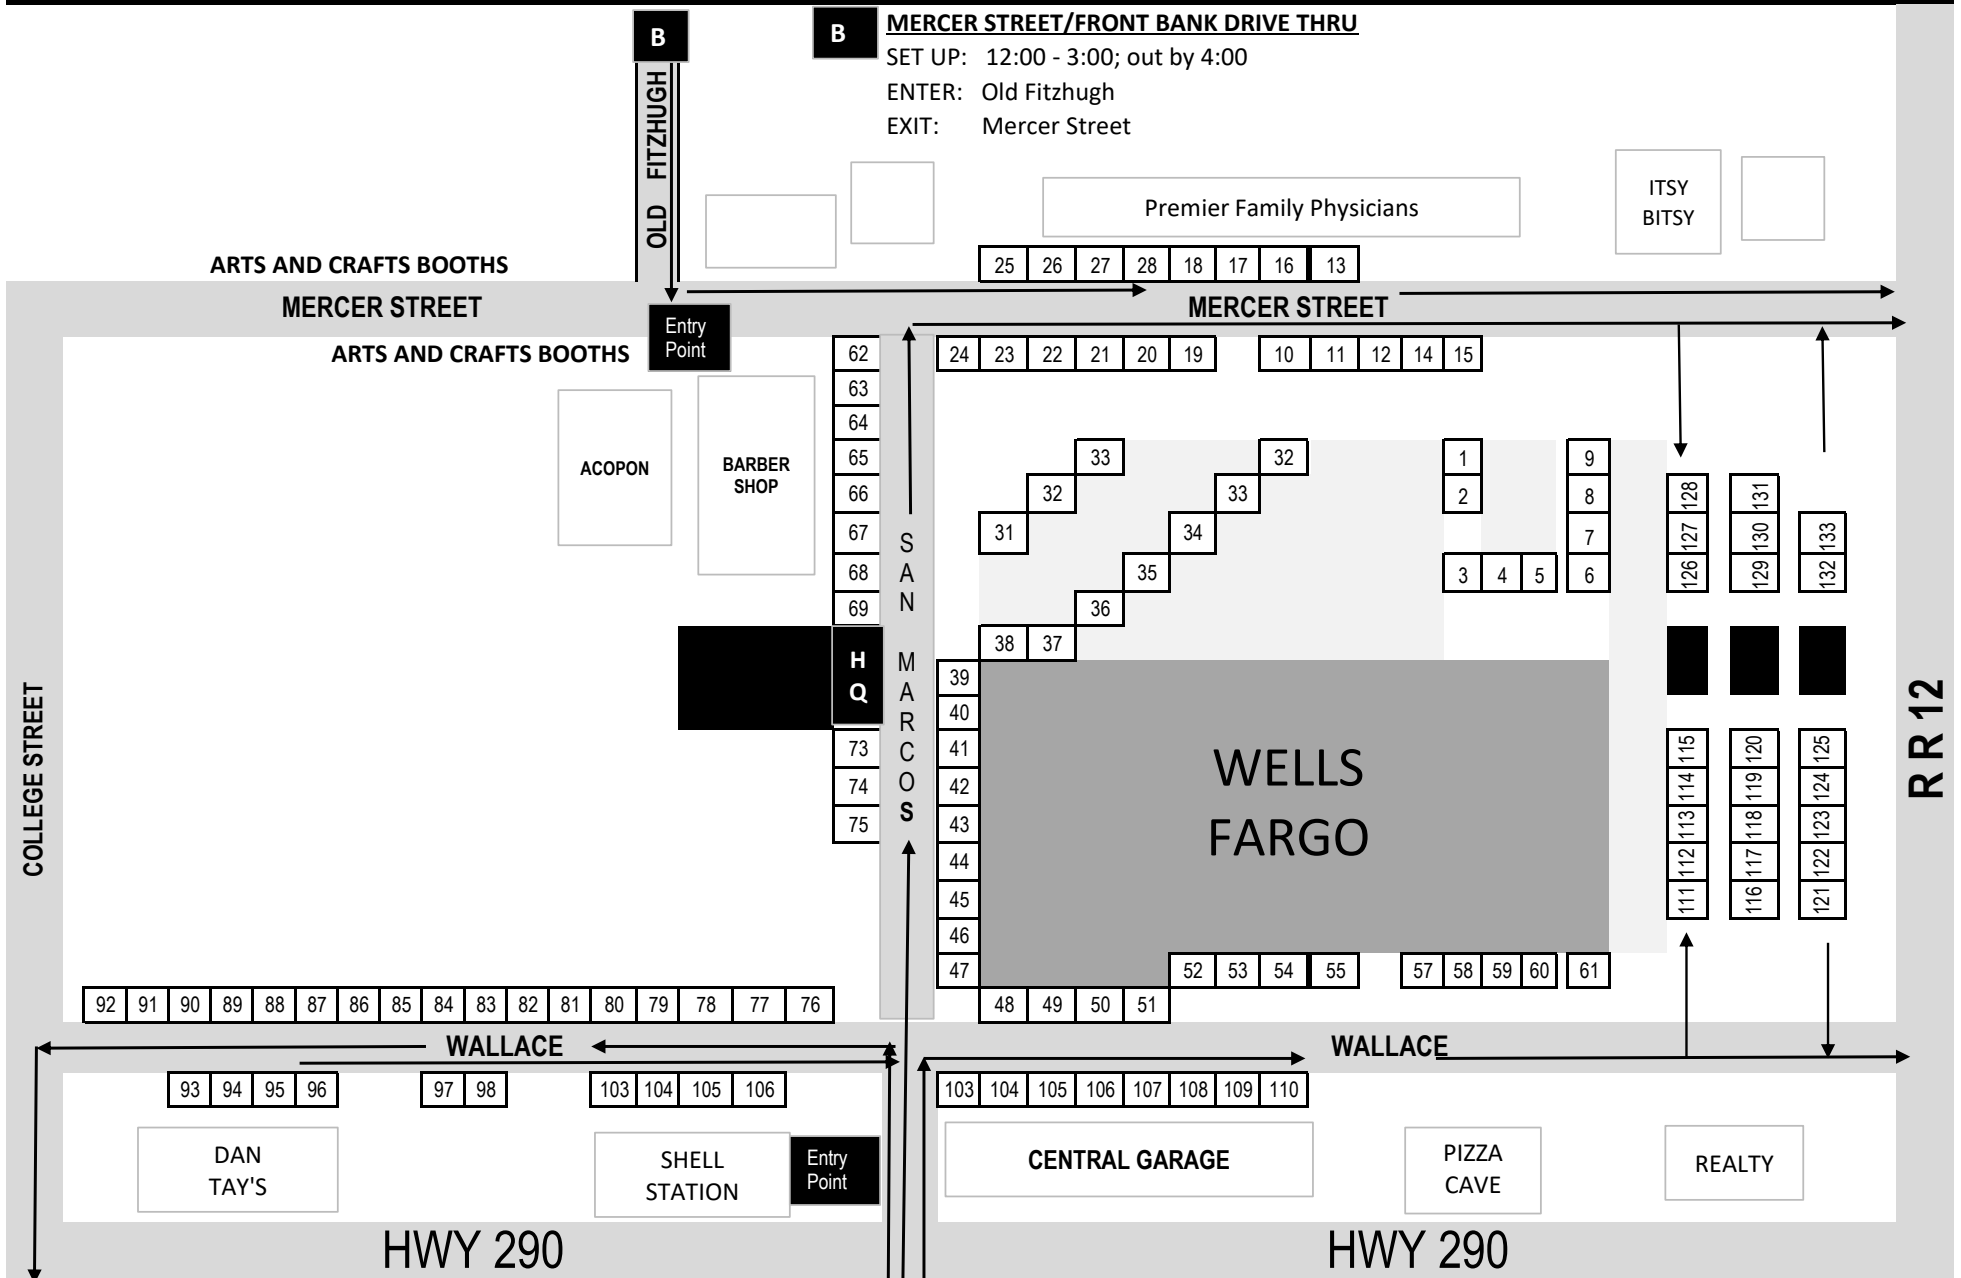 B
B
MERCER STREET/FRONT BANK DRIVE THRU
SET UP: 12:00 - 3:00; out by 4:00
ENTER: Old Fitzhugh
EXIT: Mercer Street
OLD FITZHUGH
Premier Family Physicians
ITSY
BITSY
ARTS AND CRAFTS BOOTHS
25 26 27 28 18 17 16 13
MERCER STREET
MERCER STREET
Entry
Point
ARTS AND CRAFTS BOOTHS
62
24 23 22 21 20 19
10 11 12 14 15
63
64
65
66
67
68
69
ACOPON
BARBER
SHOP
33
32
31
32
33
34
35
36
38 37
1
2
3 4 5
9
8
7
6
128
127
126
131
130
129
133
132
H
Q
SAN MARCOS
73
74
75
39
40
41
42
43
44
45
46
47
WELLS
FARGO
115
114
113
112
111
120
119
118
117
116
125
124
123
122
121
COLLEGE STREET
R R 12
52 53 54 55
57 58 59 60 61
92 91 90 89 88 87 86 85 84 83 82 81 80 79 78 77 76
48 49 50 51
WALLACE
WALLACE
93 94 95 96
97 98
103 104 105 106
103 104 105 106 107 108 109 110
DAN
TAY'S
SHELL
STATION
Entry
Point
CENTRAL GARAGE
PIZZA
CAVE
REALTY
HWY 290
HWY 290